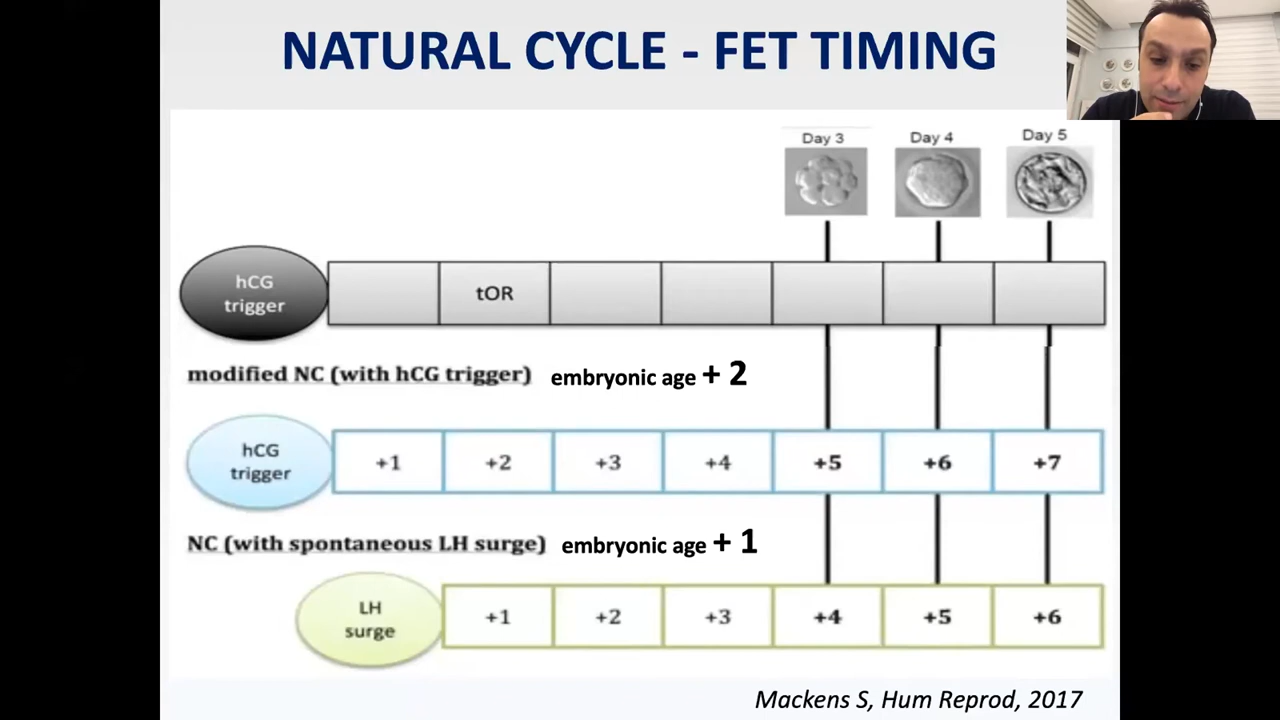 NATURAL CYCLE - FET TIMING
Day 3 Day 4 Day 5
hCG
trigger
tOR
modified NC (with hCG trigger) embryonic age + 2
hCG
trigger
+1 +2 +3 +4 +5 +6 +7
NC (with spontaneous LH surge) embryonic age + 1
LH
surge
+1 +2 +3 +4 +5 +6
Mackens S, Hum Reprod, 2017